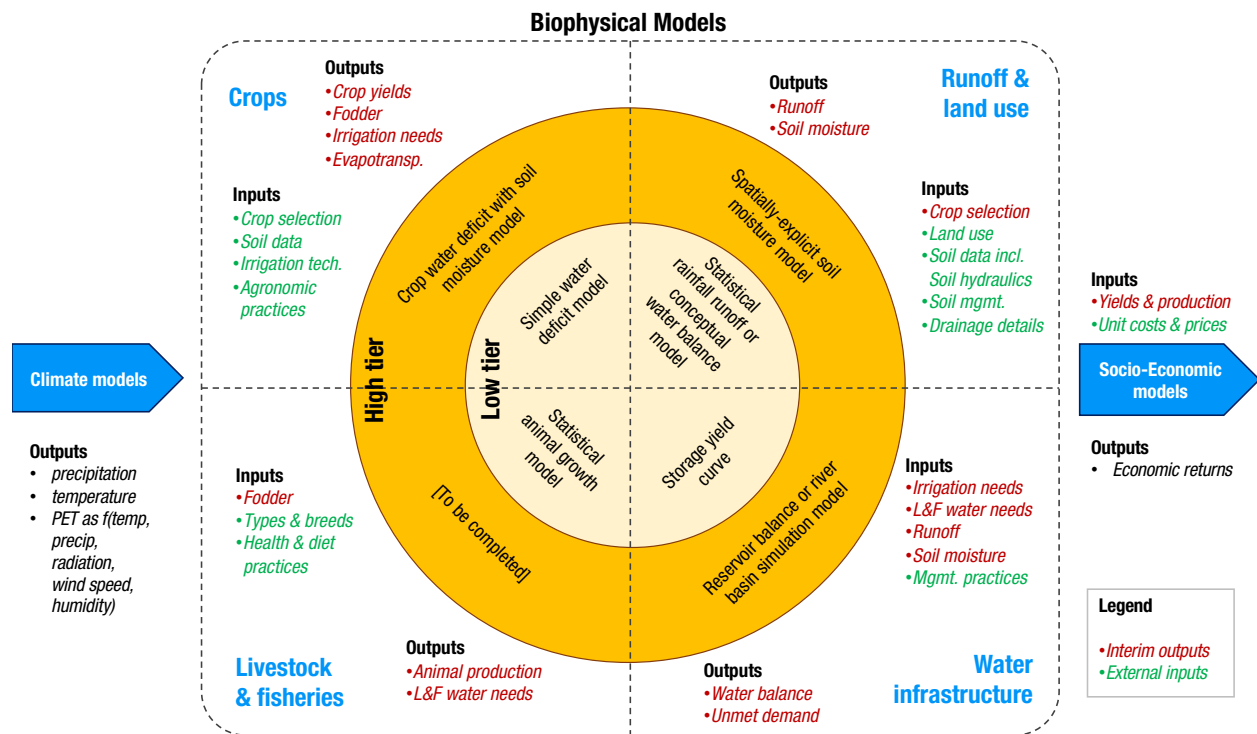 Biophysical Models
Crops
Outputs
•Crop yields
•Fodder
•Irrigation needs
•Evapotransp.
Inputs
•Crop selection
•Soil data
•Irrigation tech.
•Agronomic
practices
Outputs
•Runoff
•Soil moisture
Runoff &
land use
Inputs
•Crop selection
•Land use
•Soil data incl.
Soil hydraulics
•Soil mgmt.
•Drainage details
Crop water deficit with soil
moisture model
Spatially-explicit soil
moisture model
Simple water
deficit model
Statistical
rainfall runoff or
conceptual
water balance
model
High tier
Low tier
Statistical
animal growth
model
Storage yield
curve
[To be completed]
Reservoir balance or river
basin simulation model
Climate models
Outputs
• precipitation
• temperature
• PET as f(temp,
precip,
radiation,
wind speed,
humidity)
Inputs
•Fodder
•Types & breeds
•Health & diet
practices
Livestock
& fisheries
Outputs
•Animal production
•L&F water needs
Outputs
•Water balance
•Unmet demand
Water
infrastructure
Inputs
•Irrigation needs
•L&F water needs
•Runoff
•Soil moisture
•Mgmt. practices
Inputs
•Yields & production
•Unit costs & prices
Socio-Economic
models
Outputs
• Economic returns
Legend
•Interim outputs
•External inputs